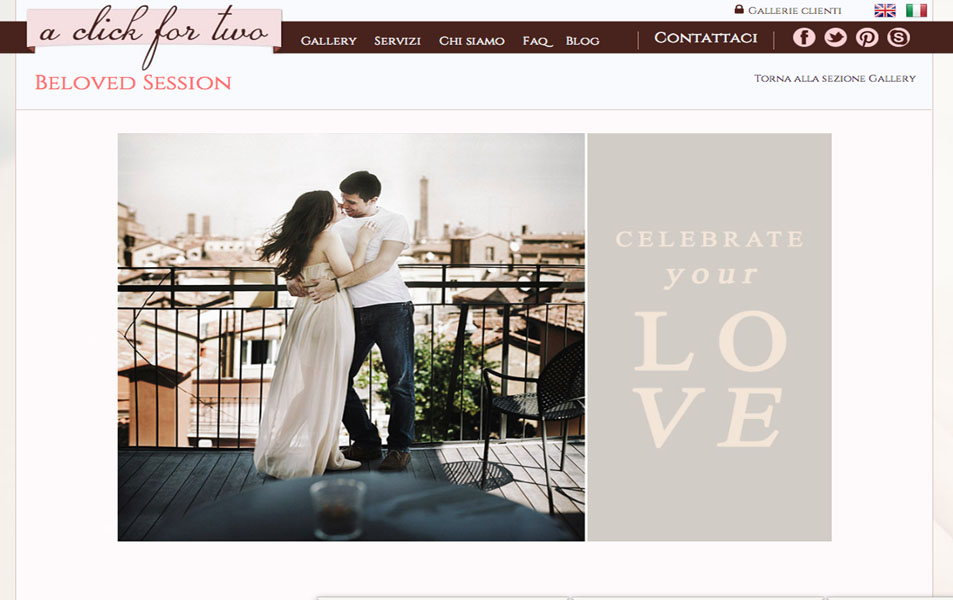 Gallerie clienti
a click for two
Gallery Servizi Chi siamo Faq Blog Contattaci
Beloved Session
Torna alla sezione Gallery
CELEBRATE
your
LO
VE